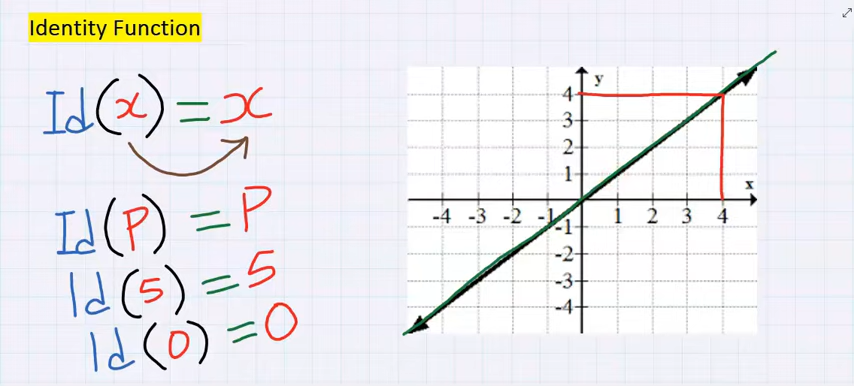 Identity Function
Id(x) = x
Id(P) = P
Id(5) = 5
Id(0) = 0
y
4
3
2
1
x
-4 -3 -2 -1 1 2 3 4
-1
-2
-3
-4